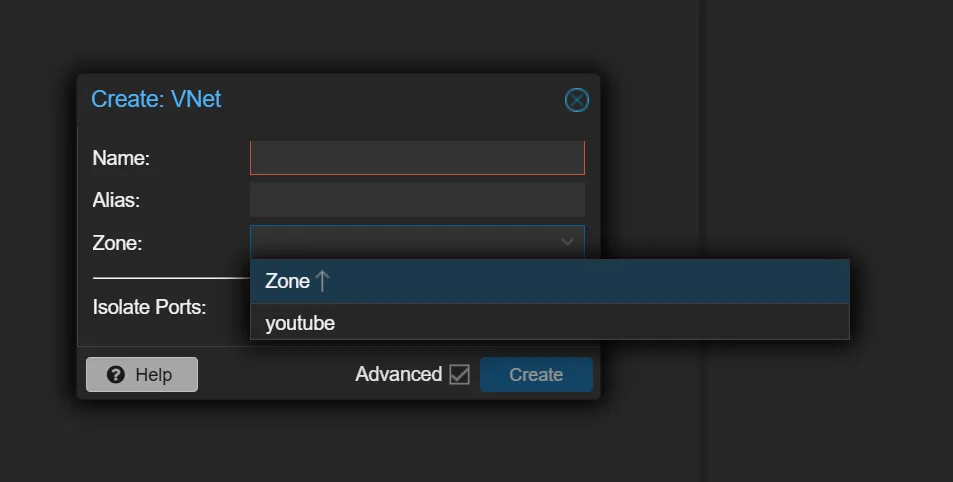 Create: VNet
Name:
Alias:
Zone:
Zone ↑
Isolate Ports:
youtube
Help
Advanced
Create